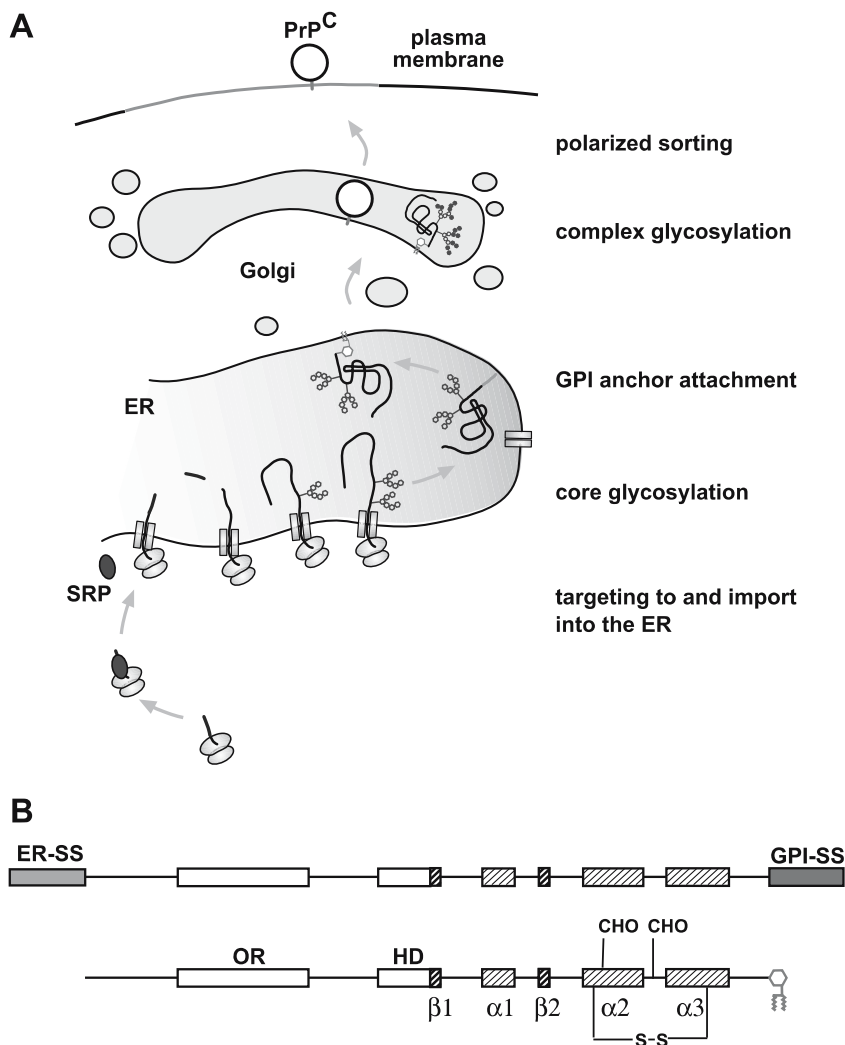 A
PrPC
plasma
membrane
polarized sorting
complex glycosylation
Golgi
GPI anchor attachment
ER
core glycosylation
SRP
targeting to and import
into the ER
B
ER-SS
GPI-SS
CHO CHO
OR HD
β1 α1 β2 α2 α3
S-S